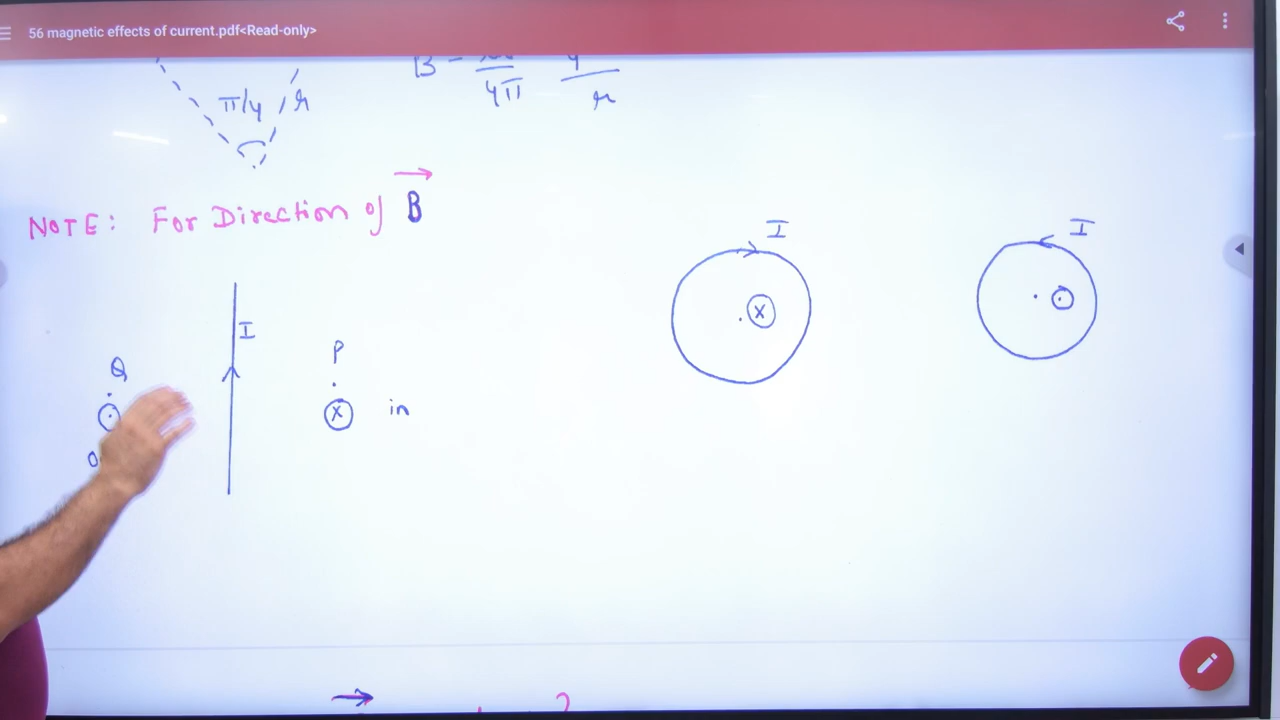 56 magnetic effects of current.pdf<Read-only>
π/4 r
4π r
NOTE: For Direction of B
I I
I
P
Q
X
X in